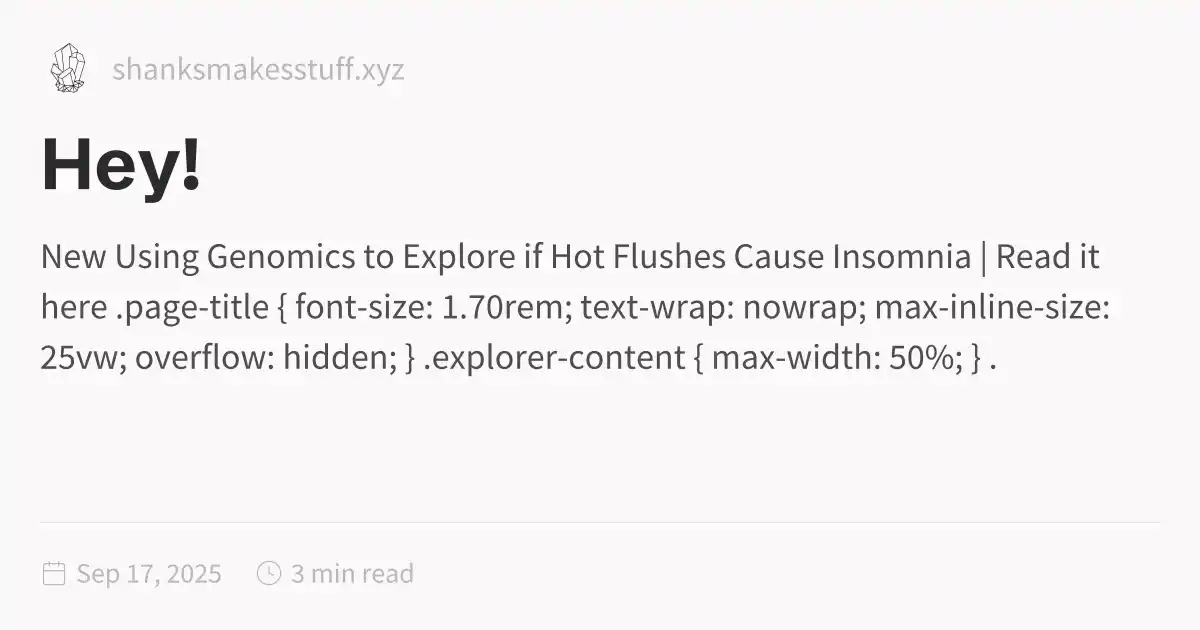 shanksmakesstuff.xyz
Hey!
New Using Genomics to Explore if Hot Flushes Cause Insomnia | Read it
here .page-title { font-size: 1.70rem; text-wrap: nowrap; max-inline-size:
25vw; overflow: hidden; } .explorer-content { max-width: 50%; } .
Sep 17, 2025
3 min read